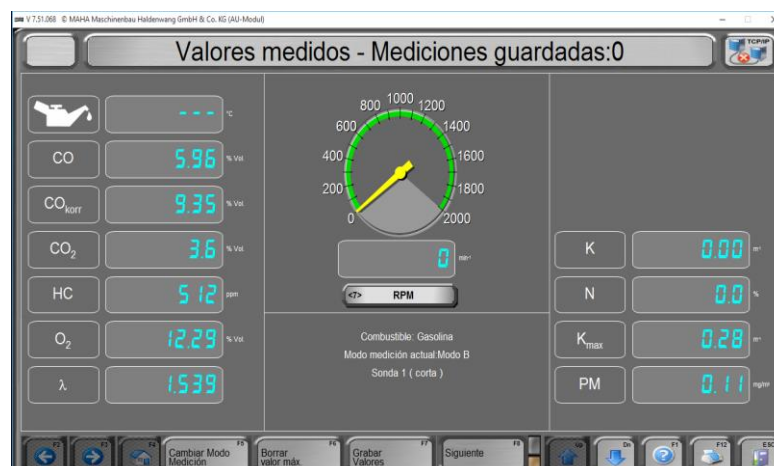 V 7.51.068 © MAHA Maschinenbau Haldenwang GmbH & Co. KG (AU-Modul)
Valores medidos - Mediciones guardadas:0
TCP/IP
--- °C
CO 5.96 % Vol.
COkorr 9.35 % Vol.
CO2 3.6 % Vol.
HC 512 ppm
O2 12.29 % Vol.
λ 1.539
0 200 400 600 800 1000 1200 1400 1600 1800 2000
0 min-¹
<7> RPM
Combustible: Gasolina
Modo medición actual:Modo B
Sonda 1 ( corta )
K 0.00 m-¹
N 0.0 %
Kmax 0.28 m-¹
PM 0.11 mg/m³
F2
F3
F4
F5 Cambiar Modo
Medición
F6 Borrar
valor máx.
F7 Grabar
Valores
F8 Siguiente
Up
Dn
F1
F12
ESC